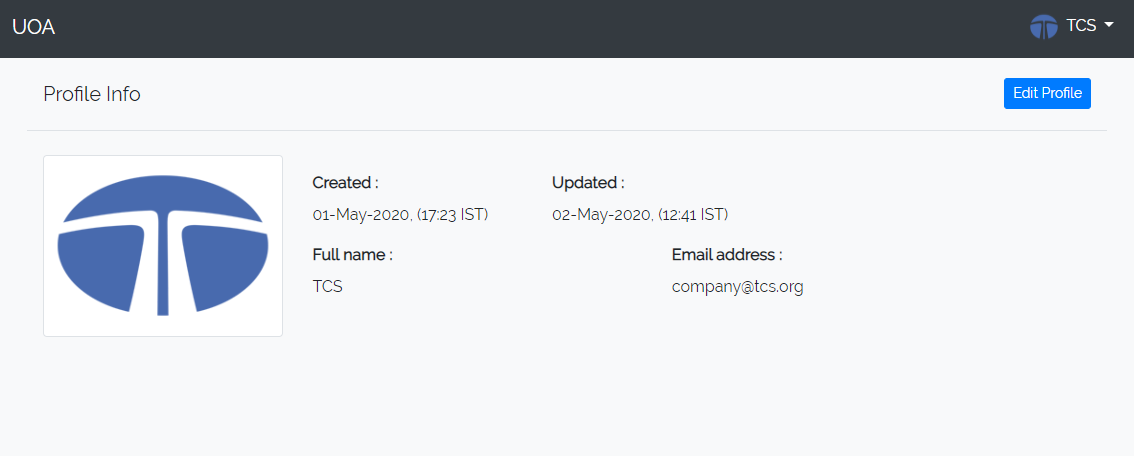 UOA
TCS
Profile Info
Edit Profile
Created :
Updated :
01-May-2020, (17:23 IST)
02-May-2020, (12:41 IST)
Full name :
Email address :
TCS
company@tcs.org